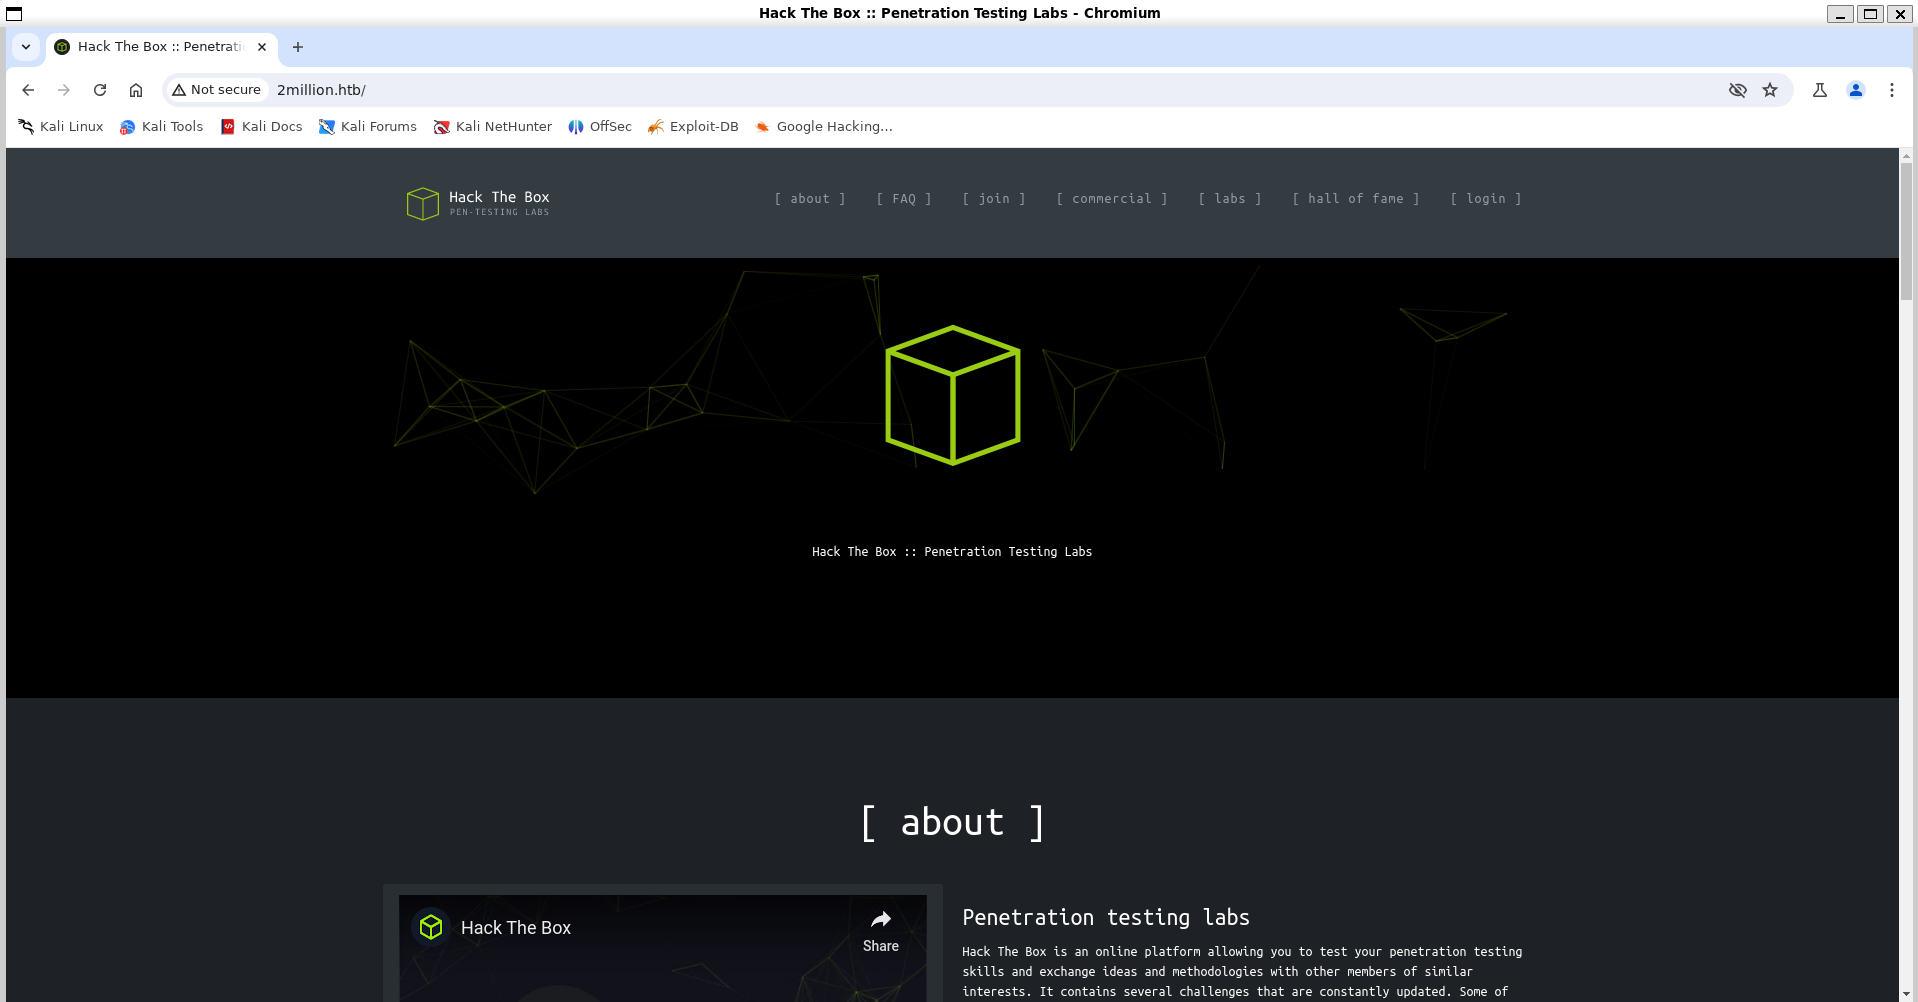 Hack The Box :: Penetration Testing Labs - Chromium
Hack The Box :: Penetrati
Not secure
2million.htb/
Kali Linux
Kali Tools
Kali Docs
Kali Forums
Kali NetHunter
OffSec
Exploit-DB
Google Hacking...
Hack The Box
PEN-TESTING LABS
[ about ]
[ FAQ ]
[ join ]
[ commercial ]
[ labs ]
[ hall of fame ]
[ login ]
Hack The Box :: Penetration Testing Labs
[ about ]
Hack The Box
Share
Penetration testing labs
Hack The Box is an online platform allowing you to test your penetration testing
skills and exchange ideas and methodologies with other members of similar
interests. It contains several challenges that are constantly updated. Some of